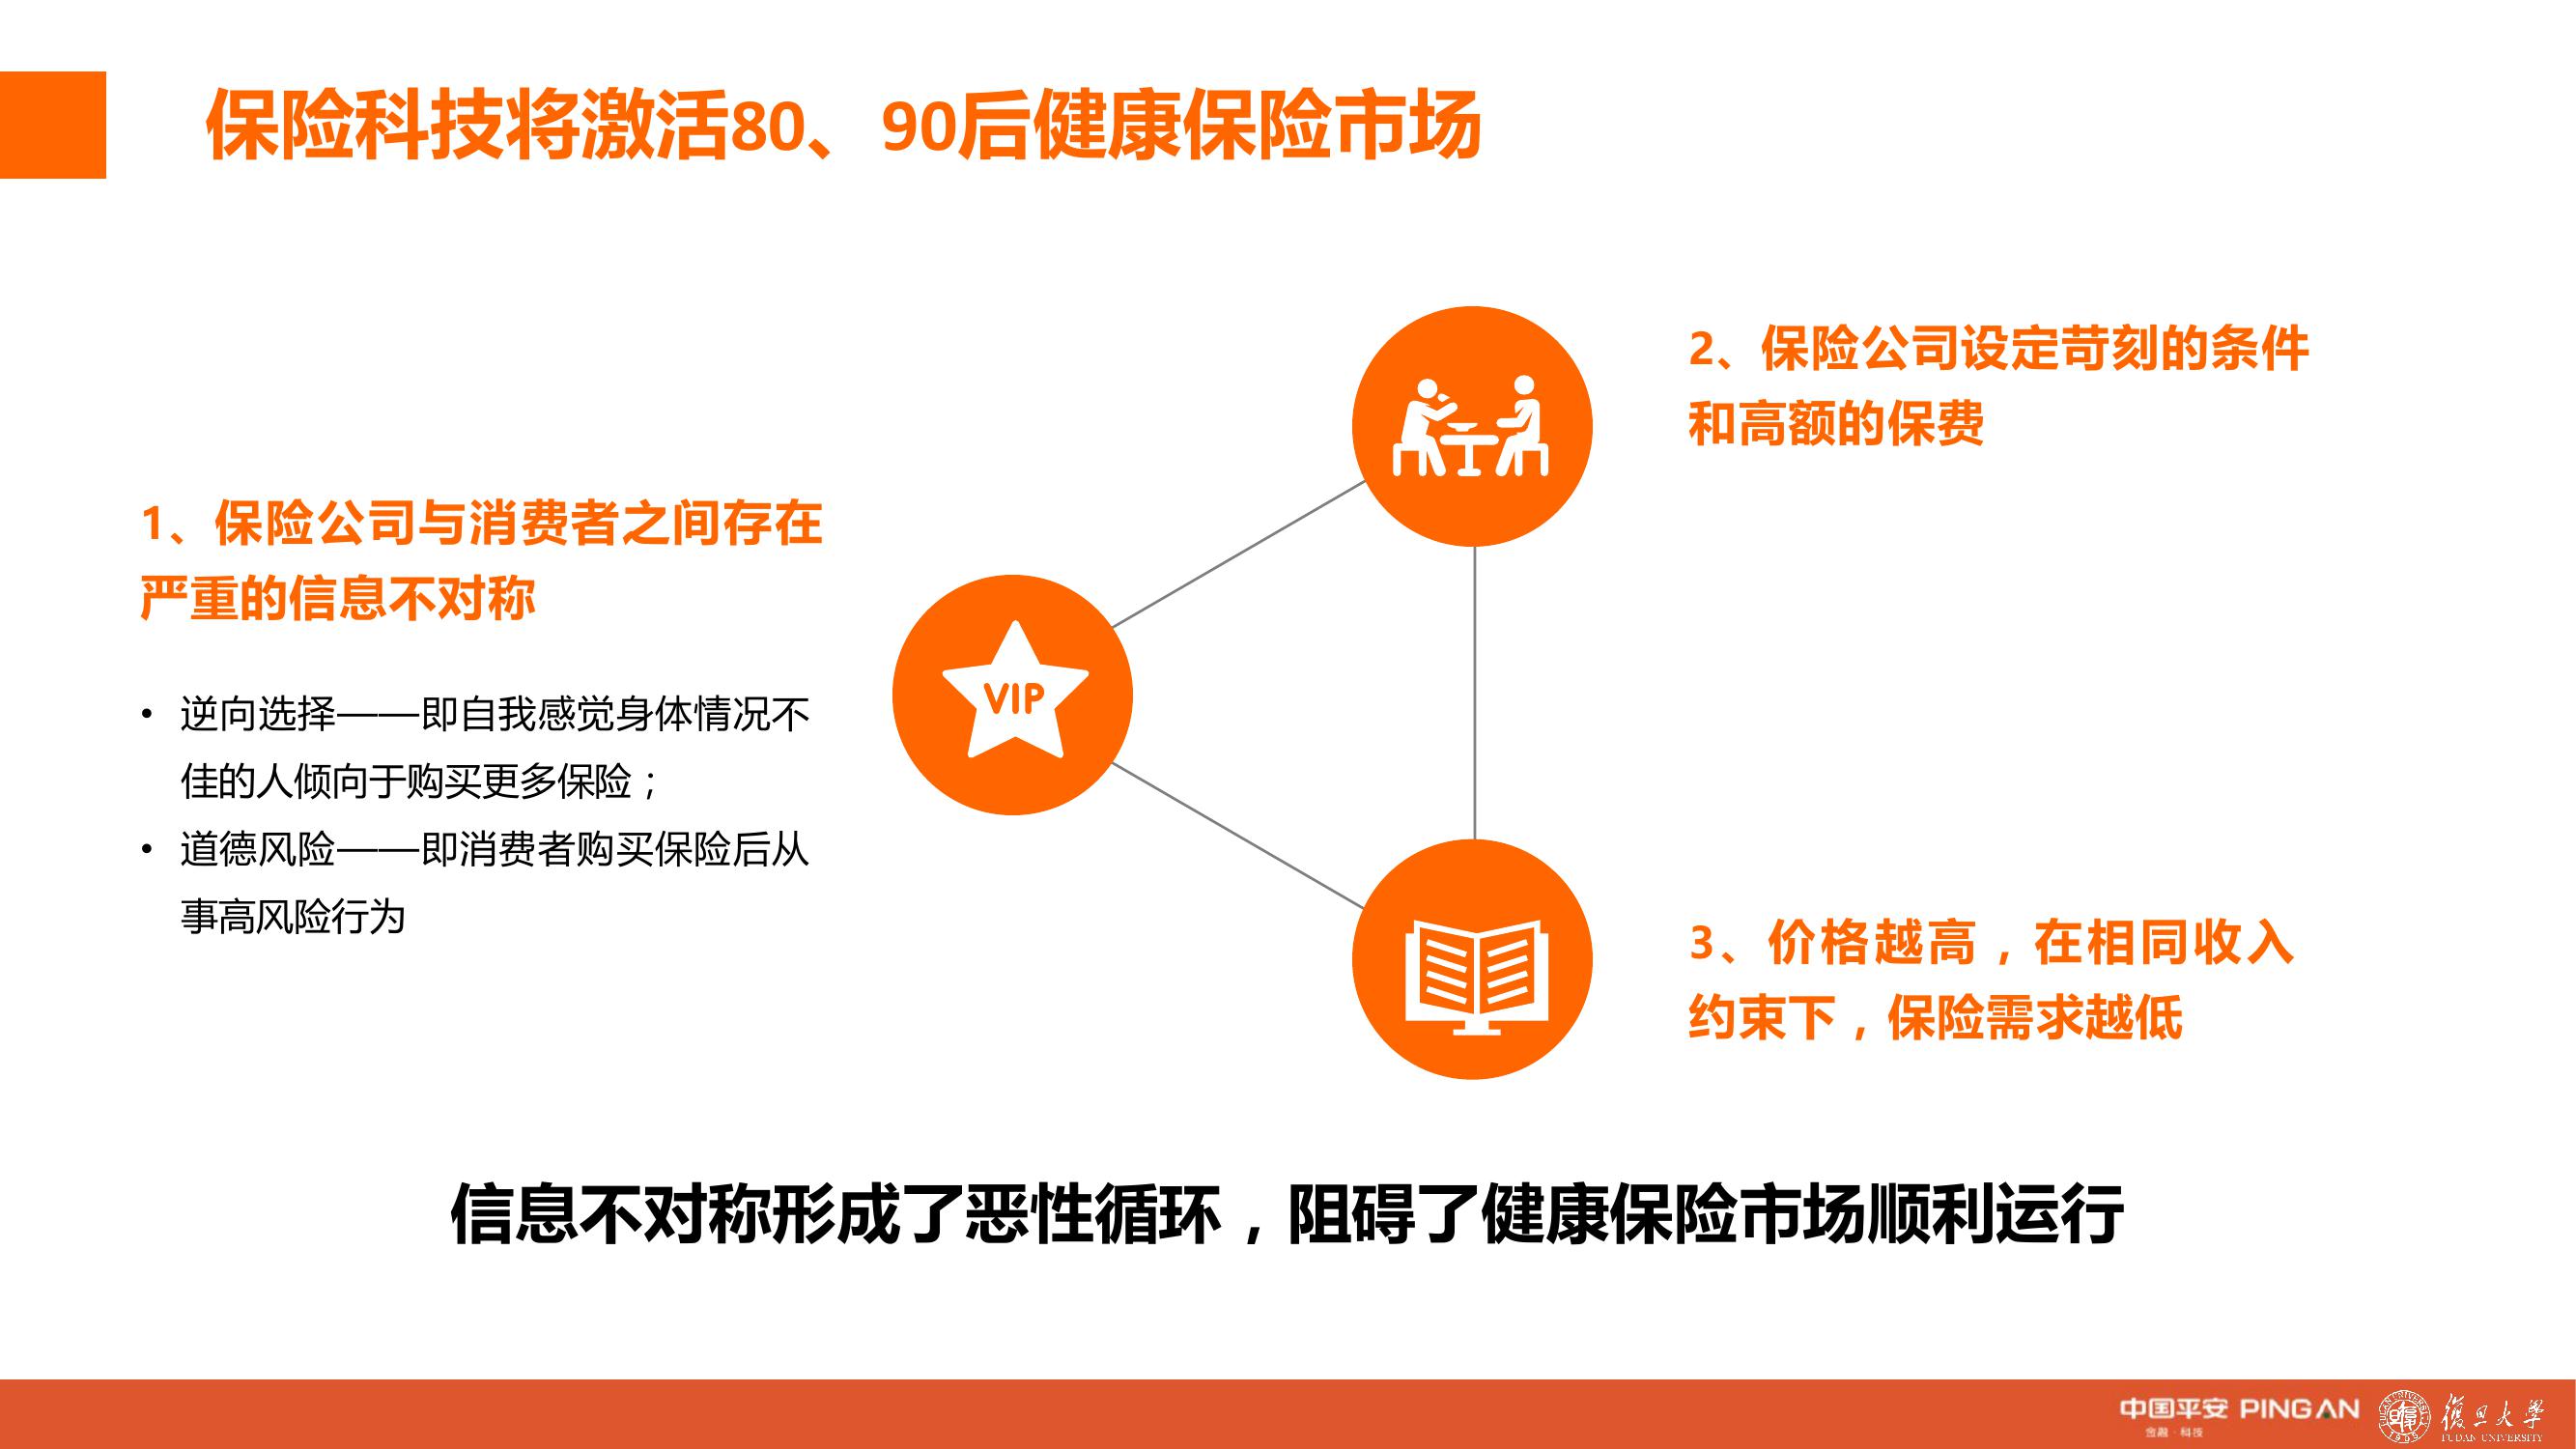 保险科技将激活80、90后健康保险市场
2、保险公司设定苛刻的条件
和高额的保费
1、保险公司与消费者之间存在
严重的信息不对称
• 逆向选择——即自我感觉身体情况不
佳的人倾向于购买更多保险；
• 道德风险——即消费者购买保险后从
事高风险行为
VIP
3、价格越高，在相同收入
约束下，保险需求越低
信息不对称形成了恶性循环，阻碍了健康保险市场顺利运行
中国平安 PING AN
金融·科技
復旦大學
FUDAN UNIVERSITY